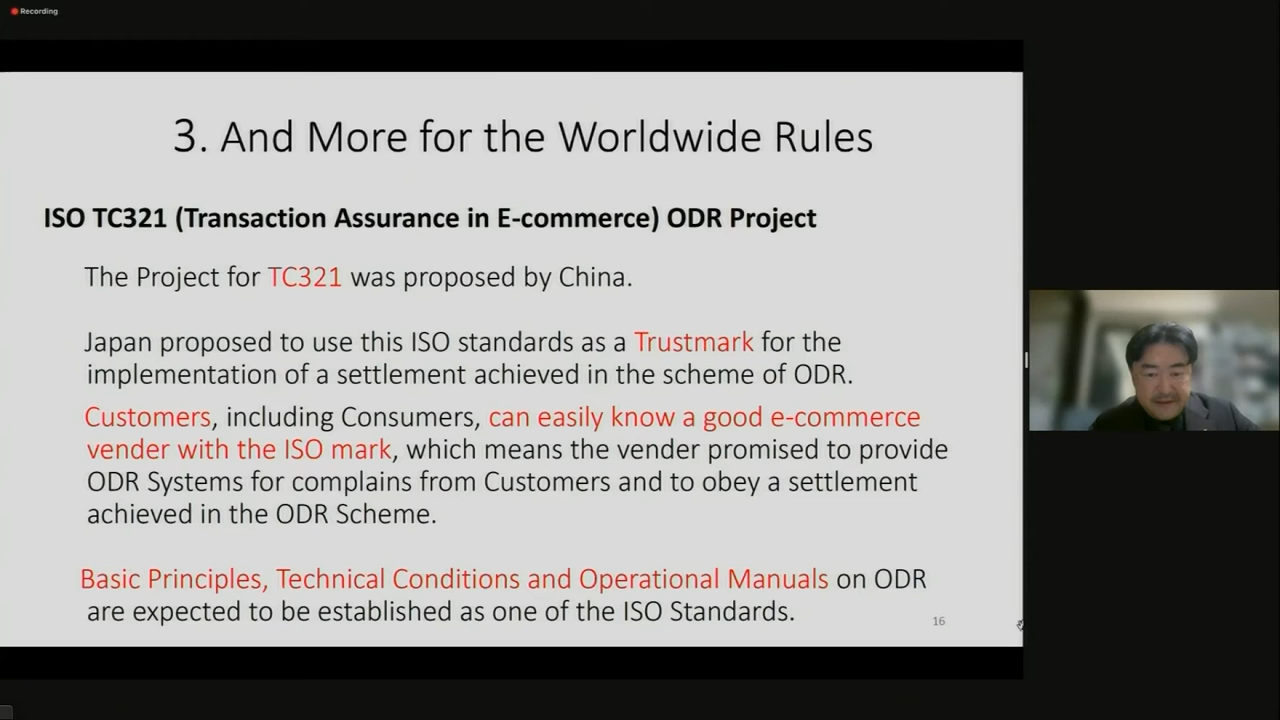 Recording
3. And More for the Worldwide Rules
ISO TC321 (Transaction Assurance in E-commerce) ODR Project
The Project for TC321 was proposed by China.
Japan proposed to use this ISO standards as a Trustmark for the
implementation of a settlement achieved in the scheme of ODR.
Customers, including Consumers, can easily know a good e-commerce
vender with the ISO mark, which means the vender promised to provide
ODR Systems for complains from Customers and to obey a settlement
achieved in the ODR Scheme.
Basic Principles, Technical Conditions and Operational Manuals on ODR
are expected to be established as one of the ISO Standards.
16